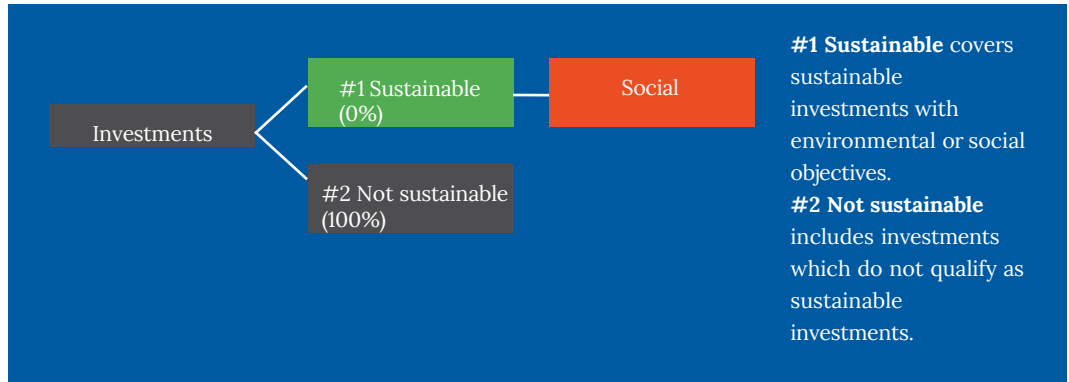 Investments
#1 Sustainable
(0%)
Social
#2 Not sustainable
(100%)
#1 Sustainable covers
sustainable
investments with
environmental or social
objectives.
#2 Not sustainable
includes investments
which do not qualify as
sustainable
investments.